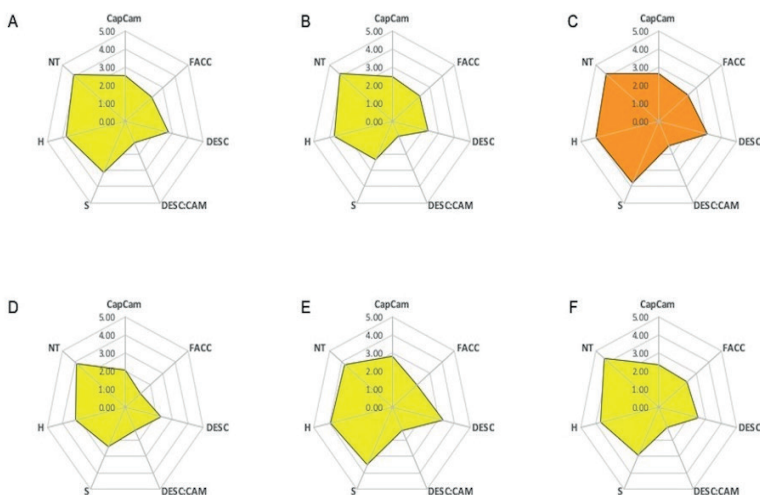 A
CapCam
5.00
4.00
3.00
2.00
1.00
0.00
FACC
DESC
DESC:CAM
S
H
NT
B
CapCam
5.00
4.00
3.00
2.00
1.00
0.00
FACC
DESC
DESC:CAM
S
H
NT
C
CapCam
5.00
4.00
3.00
2.00
1.00
0.00
FACC
DESC
DESC:CAM
S
H
NT
D
CapCam
5.00
4.00
3.00
2.00
1.00
0.00
FACC
DESC
DESC:CAM
S
H
NT
E
CapCam
5.00
4.00
3.00
2.00
1.00
0.00
FACC
DESC
DESC:CAM
S
H
NT
F
CapCam
5.00
4.00
3.00
2.00
1.00
0.00
FACC
DESC
DESC:CAM
S
H
NT